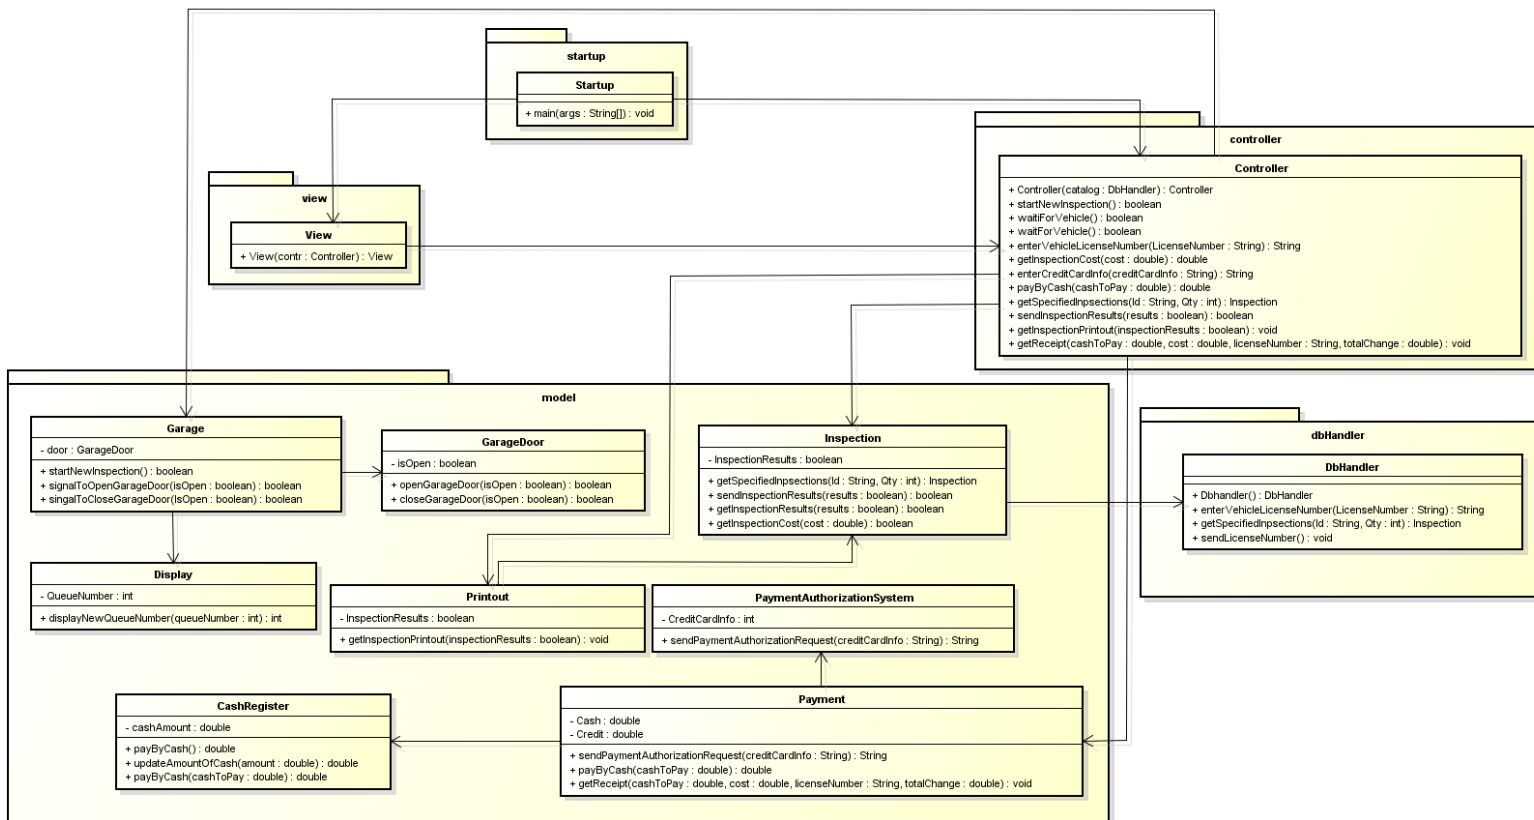 startup
Startup
+ main(args : String[]) : void
controller
Controller
+ Controller(catalog : DbHandler) : Controller
+ startNewInspection() : boolean
+ waitiForVehicle() : boolean
+ waitForVehicle() : boolean
+ enterVehicleLicenseNumber(LicenseNumber : String) : String
+ getInspectionCost(cost : double) : double
+ enterCreditCardInfo(creditCardInfo : String) : String
+ payByCash(cashToPay : double) : double
+ getSpecifiedInpsections(Id : String, Qty : int) : Inspection
+ sendInspectionResults(results : boolean) : boolean
+ getInspectionPrintout(inspectionResults : boolean) : void
+ getReceipt(cashToPay : double, cost : double, licenseNumber : String, totalChange : double) : void
view
View
+ View(contr : Controller) : View
model
Garage
- door : GarageDoor
+ startNewInspection() : boolean
+ signalToOpenGarageDoor(isOpen : boolean) : boolean
+ singalToCloseGarageDoor(IsOpen : boolean) : boolean
GarageDoor
- isOpen : boolean
+ openGarageDoor(isOpen : boolean) : boolean
+ closeGarageDoor(isOpen : boolean) : boolean
Inspection
- InspectionResults : boolean
+ getSpecifiedInpsections(Id : String, Qty : int) : Inspection
+ sendInspectionResults(results : boolean) : boolean
+ getInspectionResults(results : boolean) : boolean
+ getInspectionCost(cost : double) : boolean
dbHandler
DbHandler
+ Dbhandler() : DbHandler
+ enterVehicleLicenseNumber(LicenseNumber : String) : String
+ getSpecifiedInpsections(Id : String, Qty : int) : Inspection
+ sendLicenseNumber() : void
Display
- QueueNumber : int
+ displayNewQueueNumber(queueNumber : int) : int
Printout
- InspectionResults : boolean
+ getInspectionPrintout(inspectionResults : boolean) : void
PaymentAuthorizationSystem
- CreditCardInfo : int
+ sendPaymentAuthorizationRequest(creditCardInfo : String) : String
CashRegister
- cashAmount : double
+ payByCash() : double
+ updateAmountOfCash(amount : double) : double
+ payByCash(cashToPay : double) : double
Payment
- Cash : double
- Credit : double
+ sendPaymentAuthorizationRequest(creditCardInfo : String) : String
+ payByCash(cashToPay : double) : double
+ getReceipt(cashToPay : double, cost : double, licenseNumber : String, totalChange : double) : void